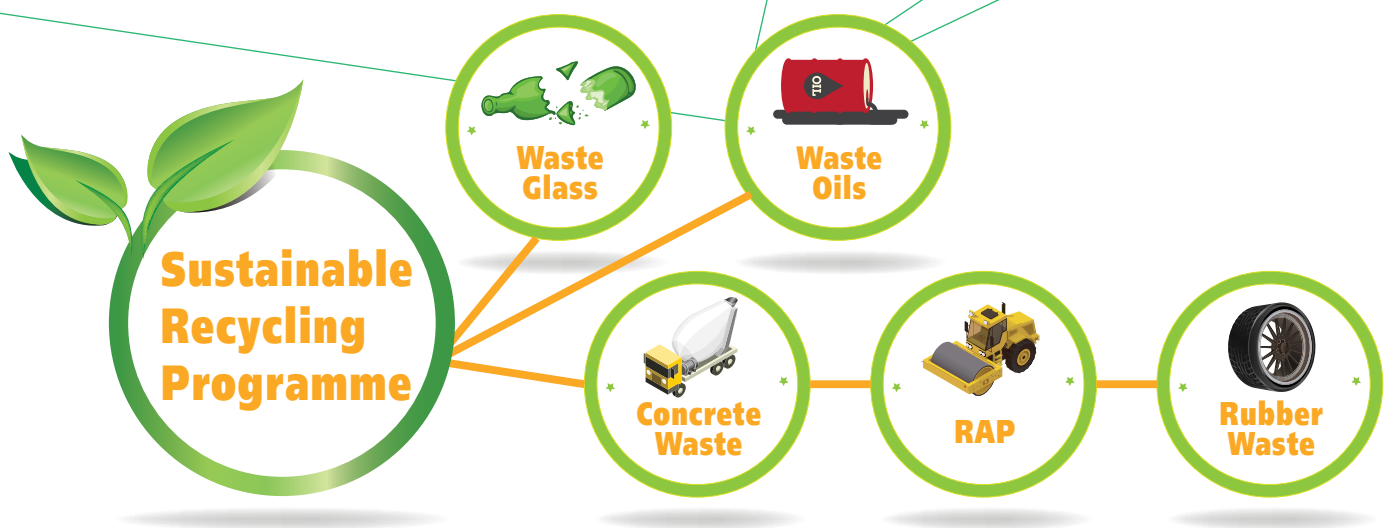 Waste
Glass
OIL
Waste
Oils
Sustainable
Recycling
Programme
Concrete
Waste
RAP
Rubber
Waste